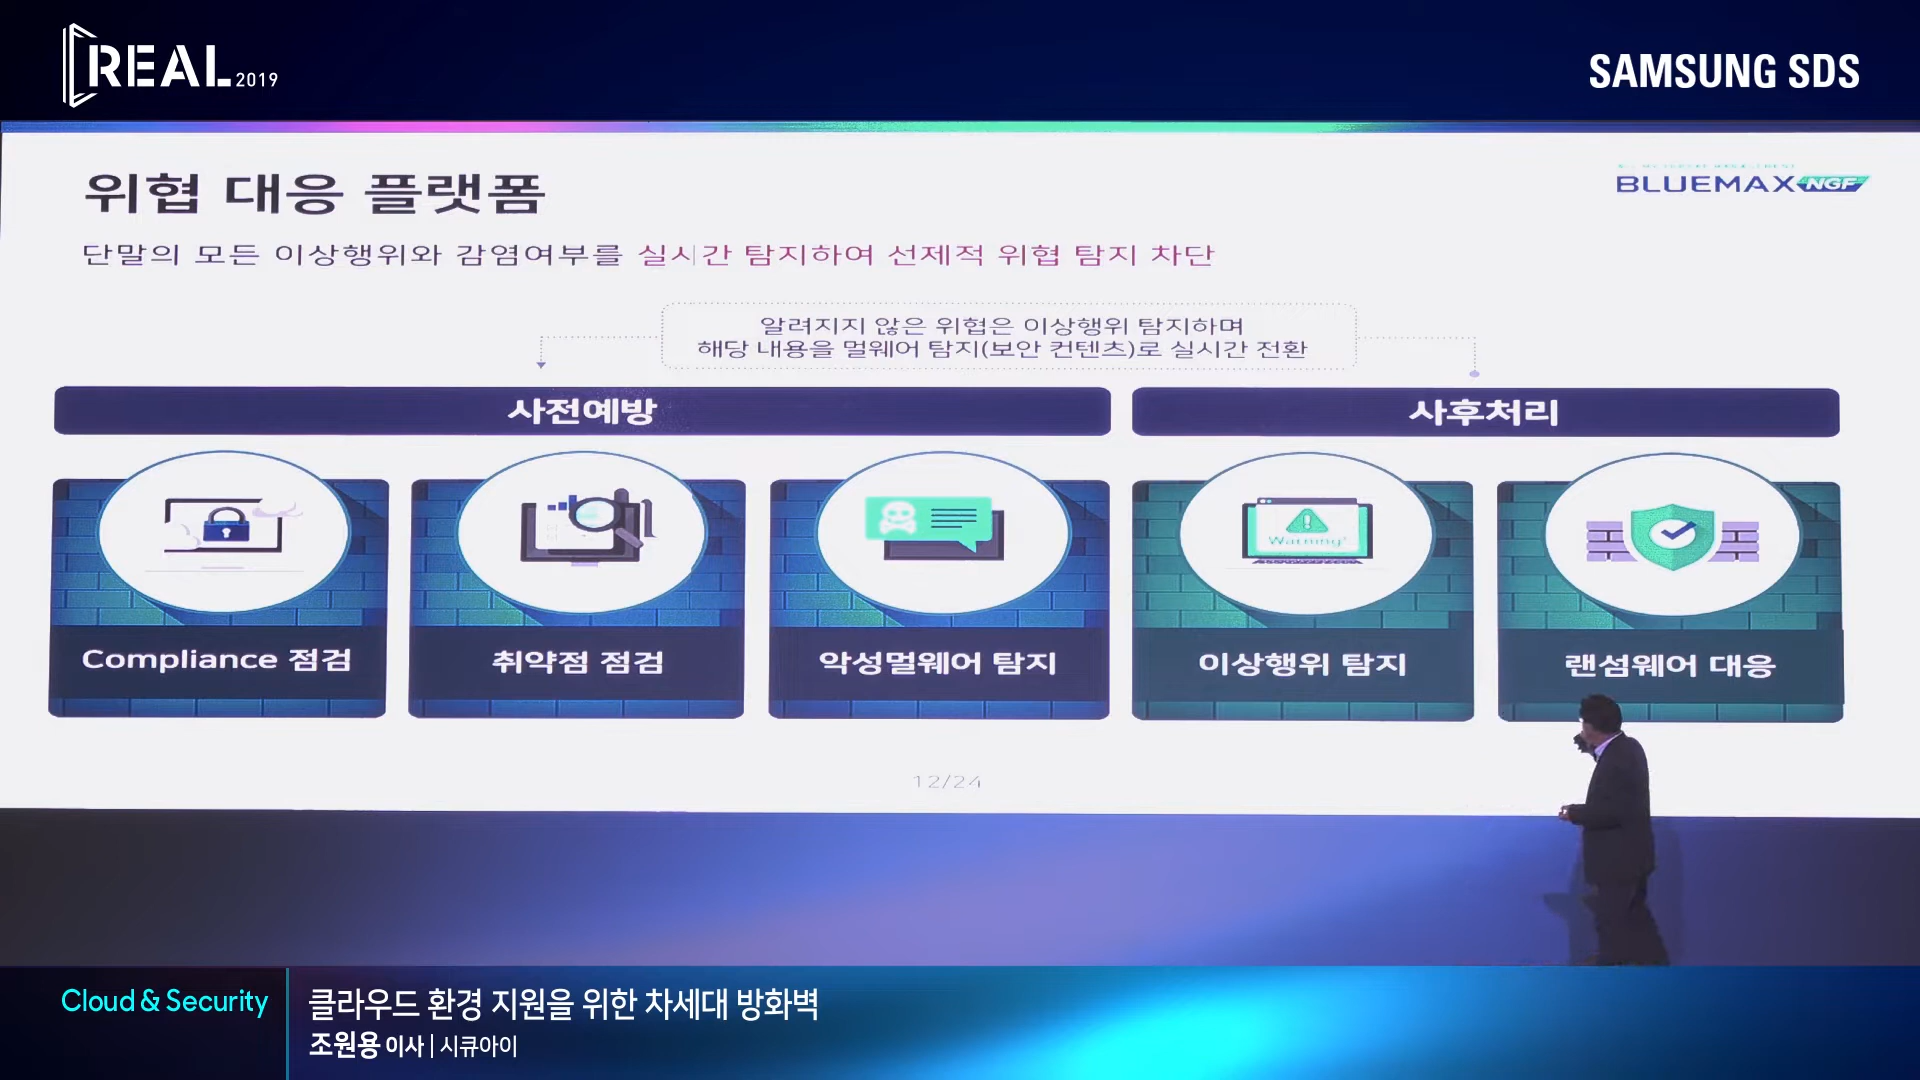 REAL 2019
SAMSUNG SDS
위협 대응 플랫폼
BLUEMAX NGF
단말의 모든 이상행위와 감염여부를 실시간 탐지하여 선제적 위협 탐지 차단
알려지지 않은 위협은 이상행위 탐지하며
해당 내용을 멀웨어 탐지(보안 컨텐츠)로 실시간 전환
사전예방
사후처리
Warning!
Compliance 점검
취약점 점검
악성멀웨어 탐지
이상행위 탐지
랜섬웨어 대응
12/24
Cloud & Security
클라우드 환경 지원을 위한 차세대 방화벽
조원용 이사 | 시큐아이